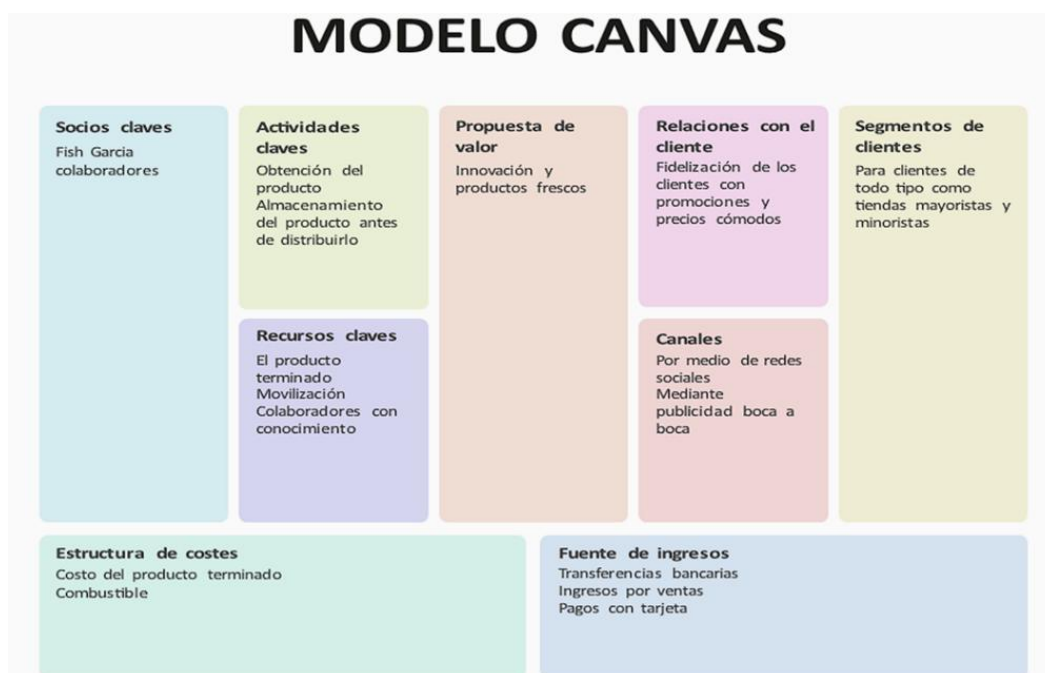 MODELO CANVAS
Socios claves
Fish Garcia
colaboradores
Actividades
claves
Obtención del
producto
Almacenamiento
del producto antes
de distribuirlo
Recursos claves
El producto
terminado
Movilización
Colaboradores con
conocimiento
Propuesta de
valor
Innovación y
productos frescos
Relaciones con el
cliente
Fidelización de los
clientes con
promociones y
precios cómodos
Canales
Por medio de redes
sociales
Mediante
publicidad boca a
boca
Segmentos de
clientes
Para clientes de
todo tipo como
tiendas mayoristas y
minoristas
Estructura de costes
Costo del producto terminado
Combustible
Fuente de ingresos
Transferencias bancarias
Ingresos por ventas
Pagos con tarjeta